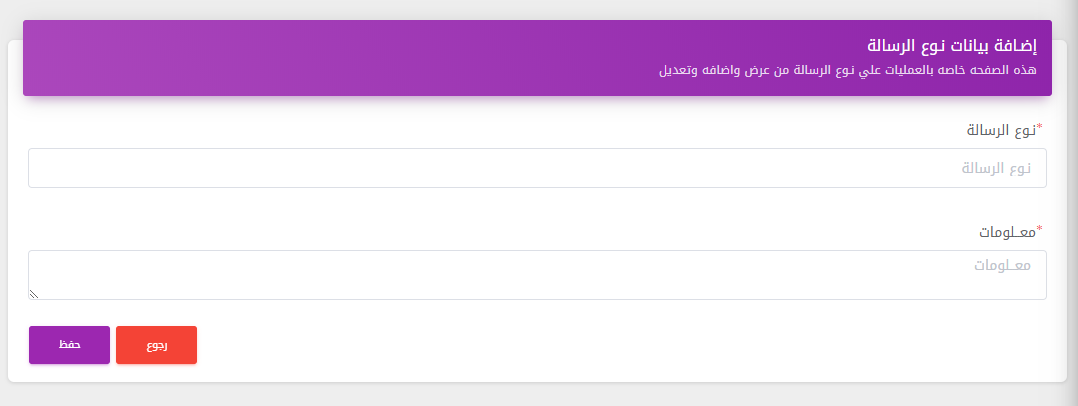 إضافة بيانات نوع الرسالة
هذه الصفحه خاصه بالعمليات علي نوع الرسالة من عرض واضافه وتعديل
*نوع الرسالة
نوع الرسالة
*معـلومات
معـلومات
رجوع
حفظ